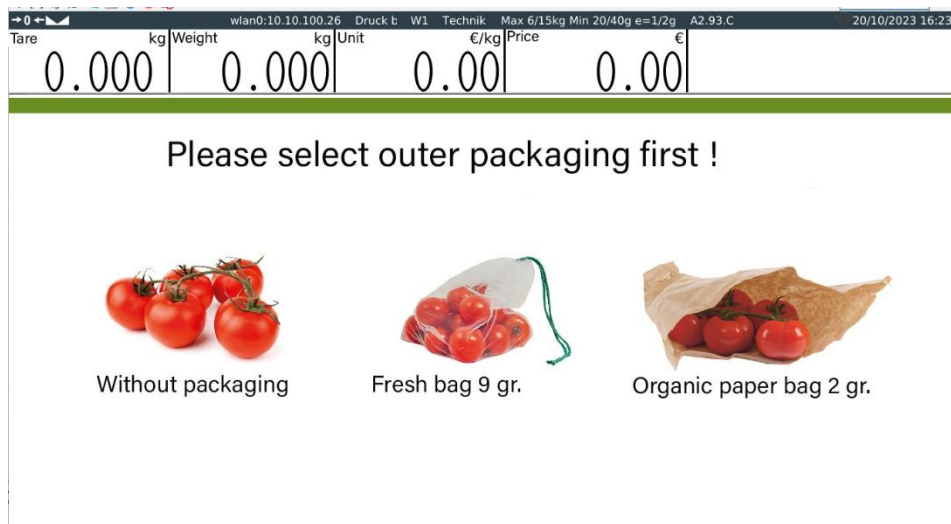 →0← wlan0:10.10.100.26 Druck b W1 Technik Max 6/15kg Min 20/40g e=1/2g A2.93.C 20/10/2023 16:23
Tare kg Weight kg Unit €/kg Price €
0.000 0.000 0.00 0.00
Please select outer packaging first !
Without packaging Fresh bag 9 gr. Organic paper bag 2 gr.